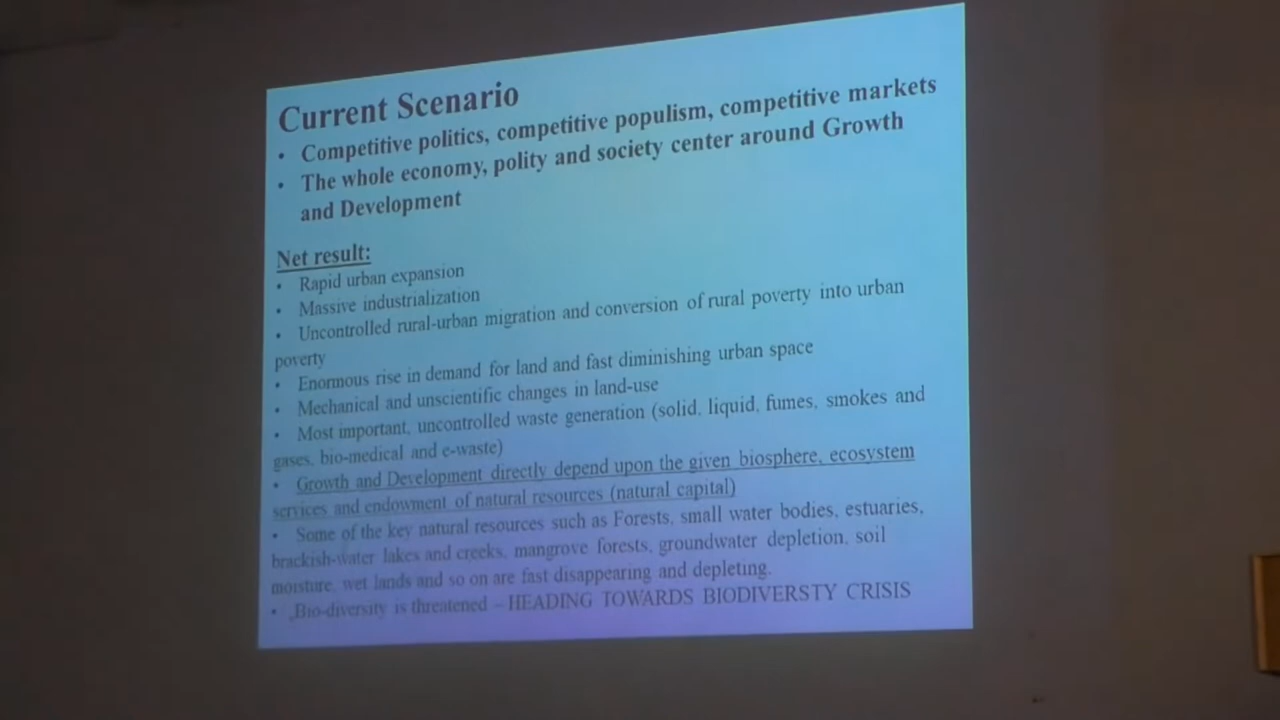 Current Scenario
• Competitive politics, competitive populism, competitive markets
• The whole economy, polity and society center around Growth
and Development
Net result:
• Rapid urban expansion
• Massive industrialization
• Uncontrolled rural-urban migration and conversion of rural poverty into urban
poverty
• Enormous rise in demand for land and fast diminishing urban space
• Mechanical and unscientific changes in land-use
• Most important, uncontrolled waste generation (solid, liquid, fumes, smokes and
gases, bio-medical and e-waste)
• Growth and Development directly depend upon the given biosphere, ecosystem
services and endowment of natural resources (natural capital)
• Some of the key natural resources such as Forests, small water bodies, estuaries,
brackish-water lakes and creeks, mangrove forests, groundwater depletion, soil
moisture, wet lands and so on are fast disappearing and depleting.
• Bio-diversity is threatened – HEADING TOWARDS BIODIVERSTY CRISIS